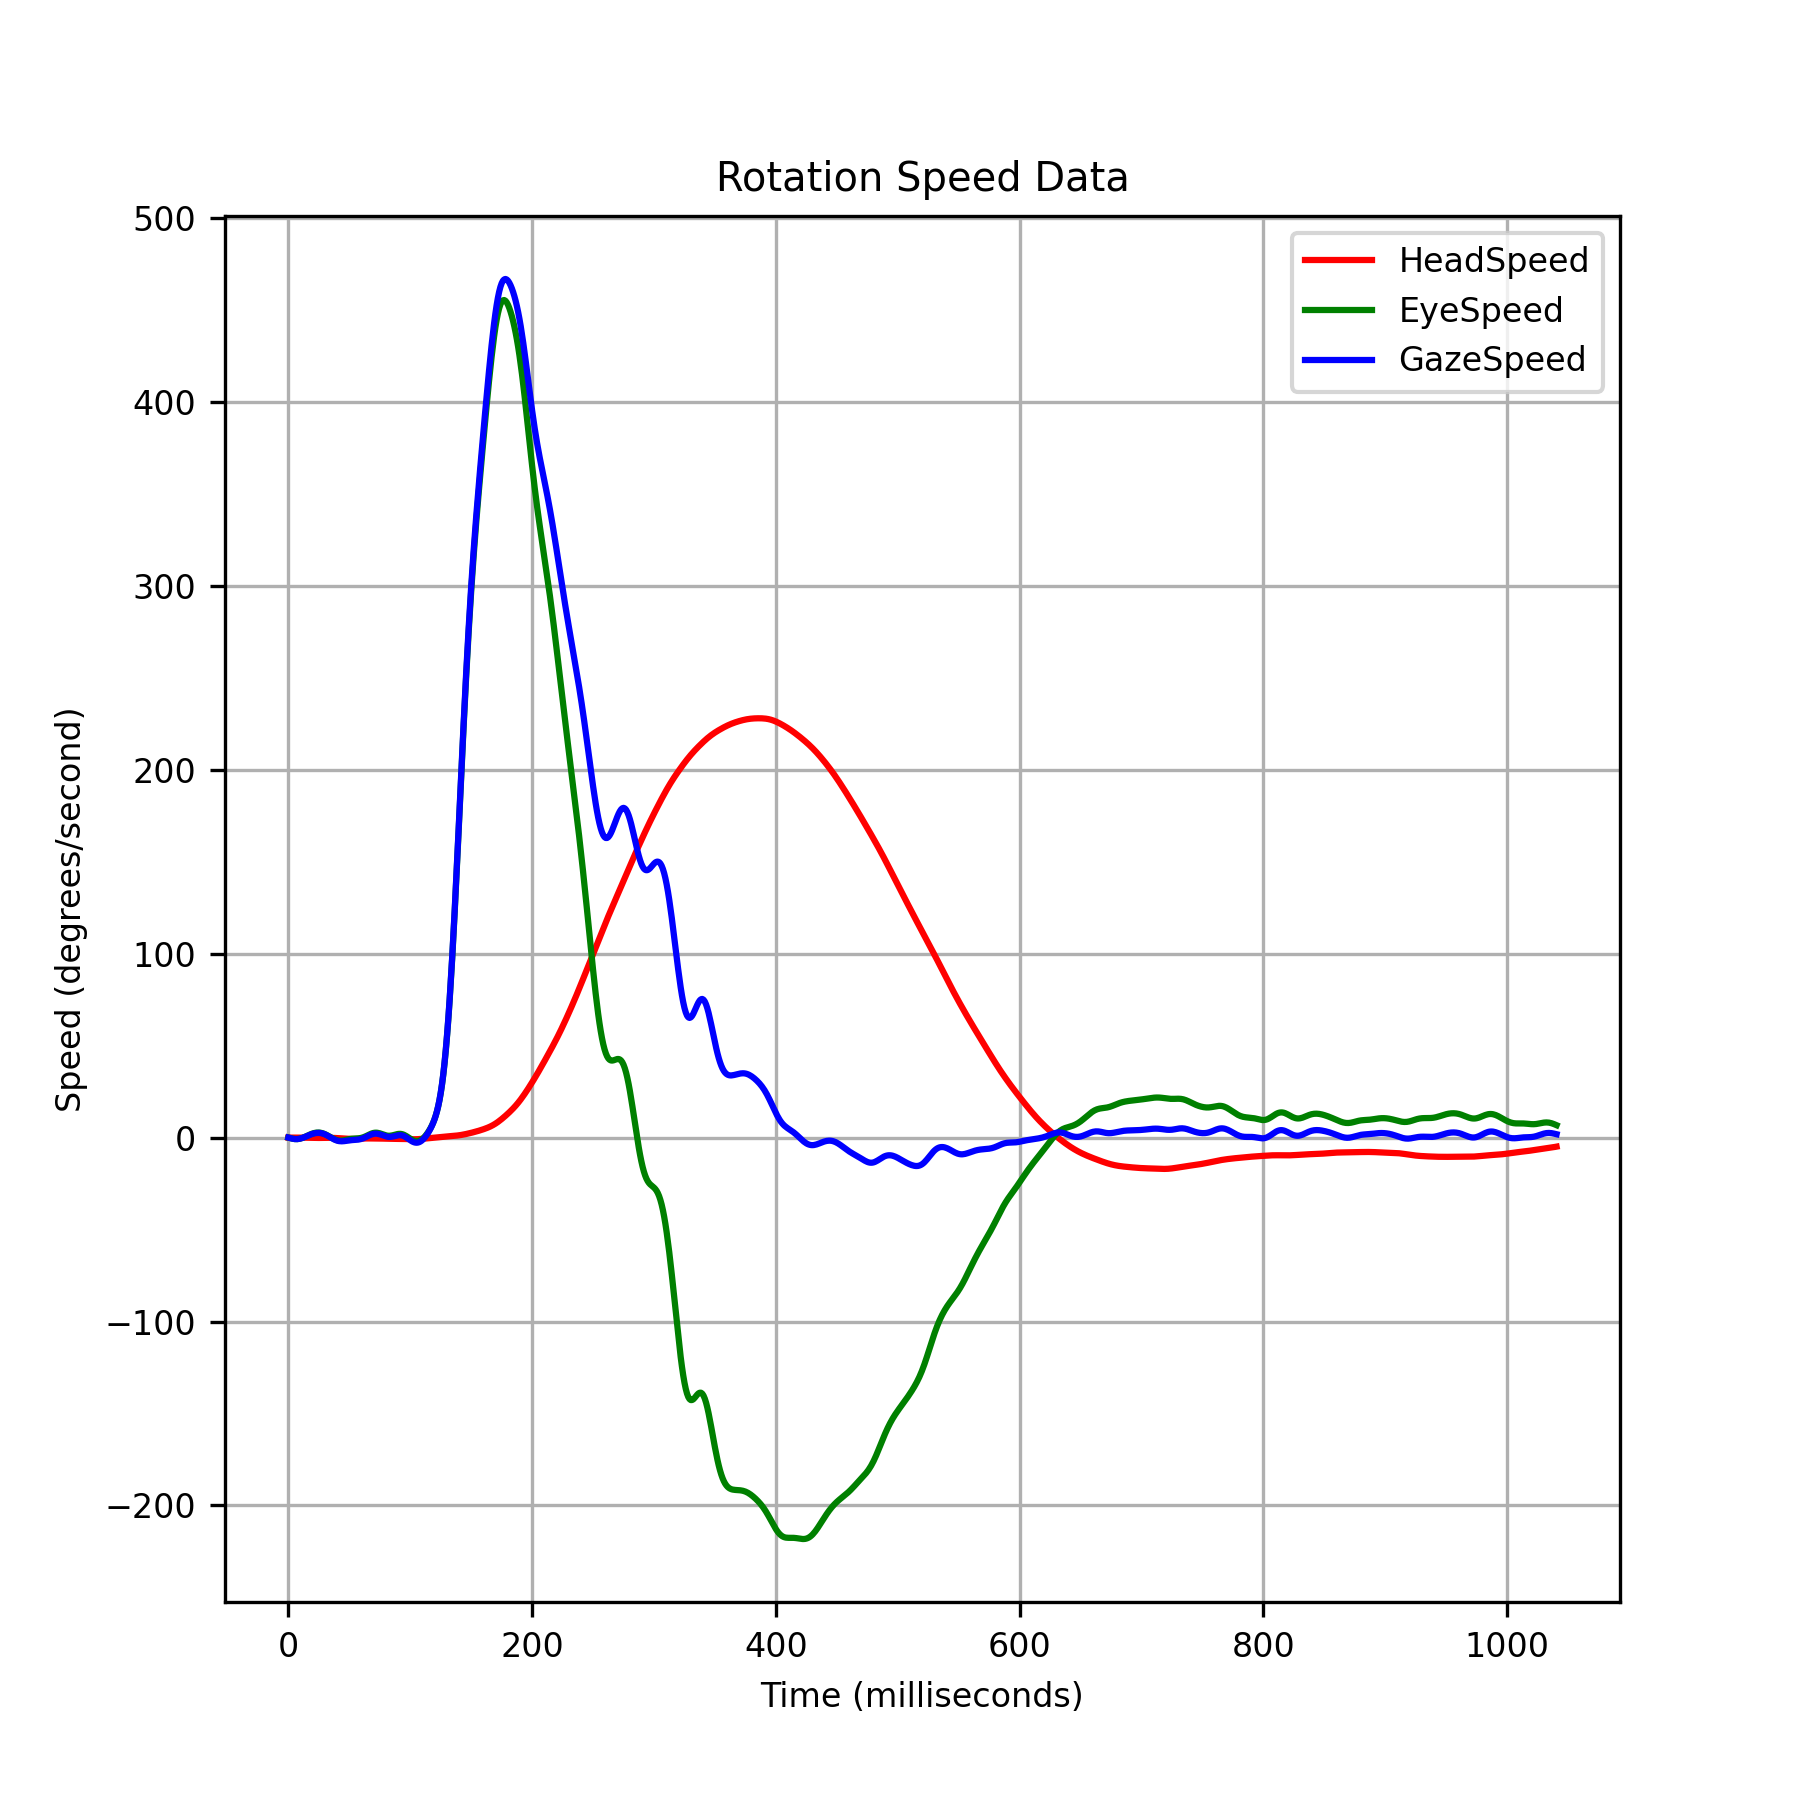 Rotation Speed Data
500
400
300
200
100
0
−100
−200
Speed (degrees/second)
HeadSpeed
EyeSpeed
GazeSpeed
0 200 400 600 800 1000
Time (milliseconds)